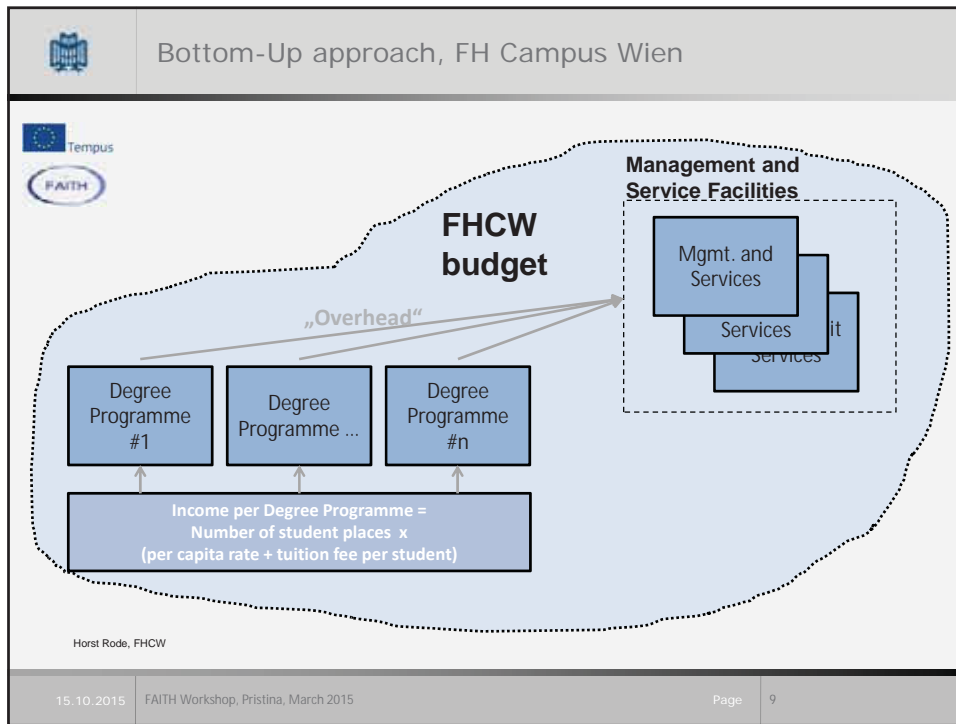 Bottom-Up approach, FH Campus Wien
Tempus
FAITH
Management and
Service Facilities
FHCW
budget
Mgmt. and
Services
Services
it
Services
„Overhead“
Degree
Programme
#1
Degree
Programme ...
Degree
Programme
#n
Income per Degree Programme =
Number of student places x
(per capita rate + tuition fee per student)
Horst Rode, FHCW
15.10.2015 FAITH Workshop, Pristina, March 2015 Page 9